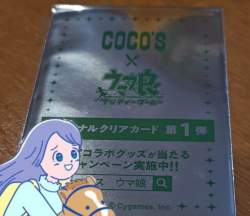 COCO'S
×
ウマ娘
プリティーダービー
ナルクリアカード 第1弾
コラボグッズが当たる
キャンペーン実施中!!
ス ウマ娘
© Cygames, Inc.